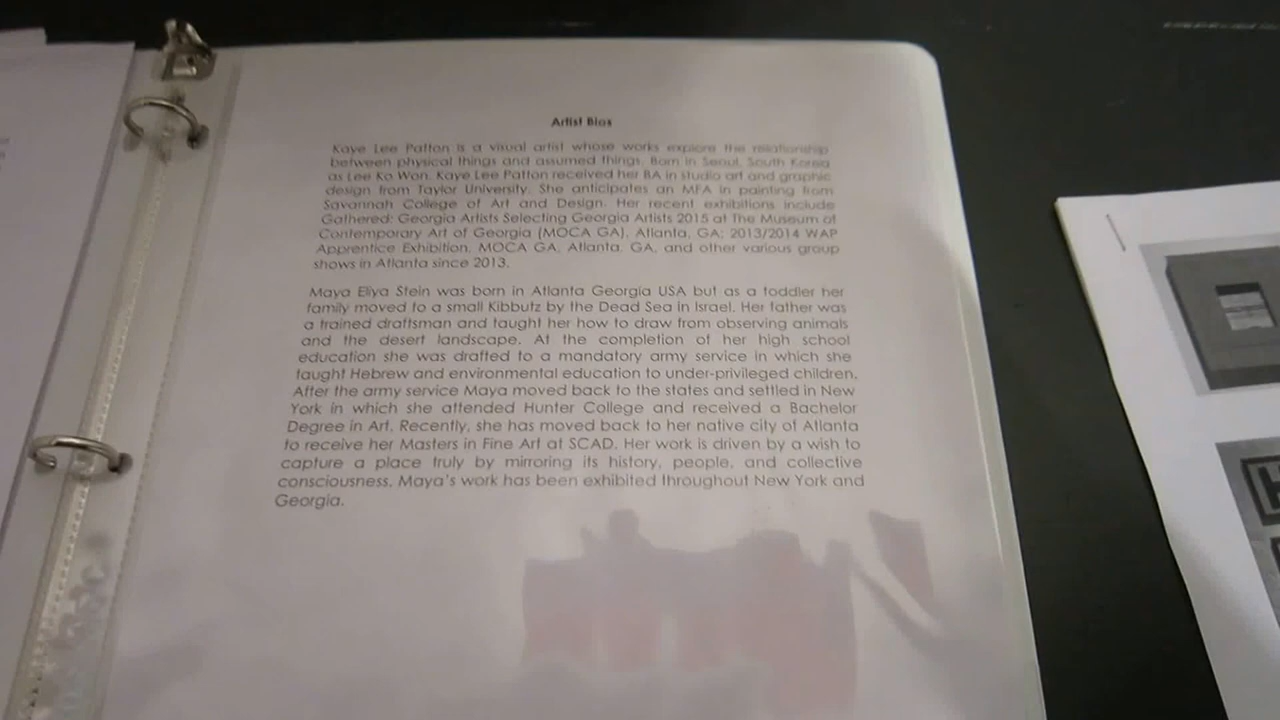 Artist Bios
Kaye Lee Patton is a visual artist whose works explore the relationship
between physical things and assumed things. Born in Seoul, South Korea
as Lee Ko Won, Kaye Lee Patton received her BA in studio art and graphic
design from Taylor University. She anticipates an MFA in painting from
Savannah College of Art and Design. Her recent exhibitions include
Gathered: Georgia Artists Selecting Georgia Artists 2015 at The Museum of
Contemporary Art of Georgia (MOCA GA), Atlanta, GA; 2013/2014 WAP
Apprentice Exhibition, MOCA GA, Atlanta, GA, and other various group
shows in Atlanta since 2013.
Maya Eliya Stein was born in Atlanta Georgia USA but as a toddler her
family moved to a small Kibbutz by the Dead Sea in Israel. Her father was
a trained draftsman and taught her how to draw from observing animals
and the desert landscape. At the completion of her high school
education she was drafted to a mandatory army service in which she
taught Hebrew and environmental education to under-privileged children.
After the army service Maya moved back to the states and settled in New
York in which she attended Hunter College and received a Bachelor
Degree in Art. Recently, she has moved back to her native city of Atlanta
to receive her Masters in Fine Art at SCAD. Her work is driven by a wish to
capture a place truly by mirroring its history, people, and collective
consciousness. Maya's work has been exhibited throughout New York and
Georgia.